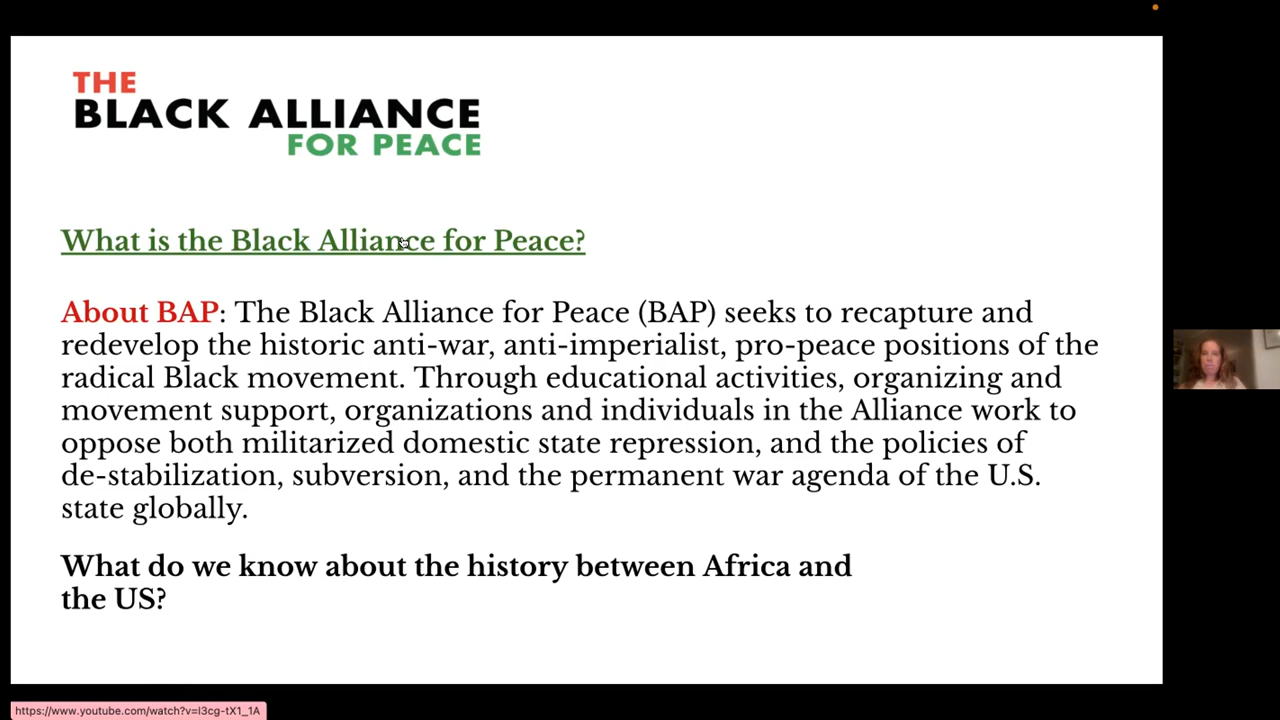 THE
BLACK ALLIANCE
FOR PEACE
What is the Black Alliance for Peace?
About BAP: The Black Alliance for Peace (BAP) seeks to recapture and
redevelop the historic anti-war, anti-imperialist, pro-peace positions of the
radical Black movement. Through educational activities, organizing and
movement support, organizations and individuals in the Alliance work to
oppose both militarized domestic state repression, and the policies of
de-stabilization, subversion, and the permanent war agenda of the U.S.
state globally.
What do we know about the history between Africa and
the US?
https://www.youtube.com/watch?v=l3cg-tX1_1A